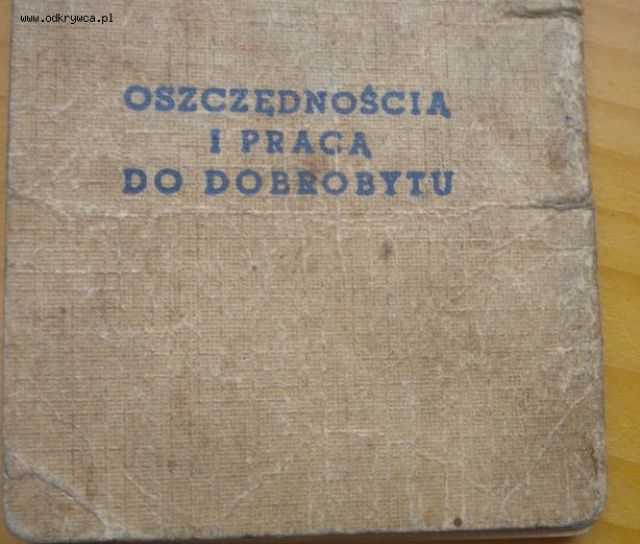 www.odkrywca.pl
OSZCZĘDNOŚCIĄ
I PRACĄ
DO DOBROBYTU